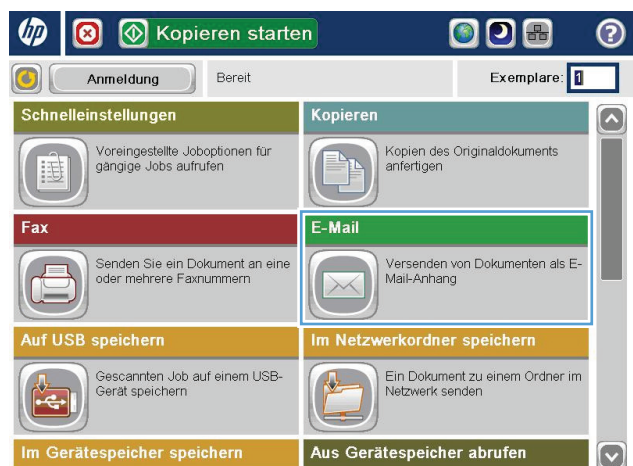 hp Kopieren starten ?
Anmeldung Bereit Exemplare: 1
Schnelleinstellungen
Voreingestellte Joboptionen für
gängige Jobs aufrufen
Kopieren
Kopien des Originaldokuments
anfertigen
Fax
Senden Sie ein Dokument an eine
oder mehrere Faxnummern
E-Mail
Versenden von Dokumenten als E-
Mail-Anhang
Auf USB speichern
Gescannten Job auf einem USB-
Gerät speichern
Im Netzwerkordner speichern
Ein Dokument zu einem Ordner im
Netzwerk senden
Im Gerätespeicher speichern
Aus Gerätespeicher abrufen